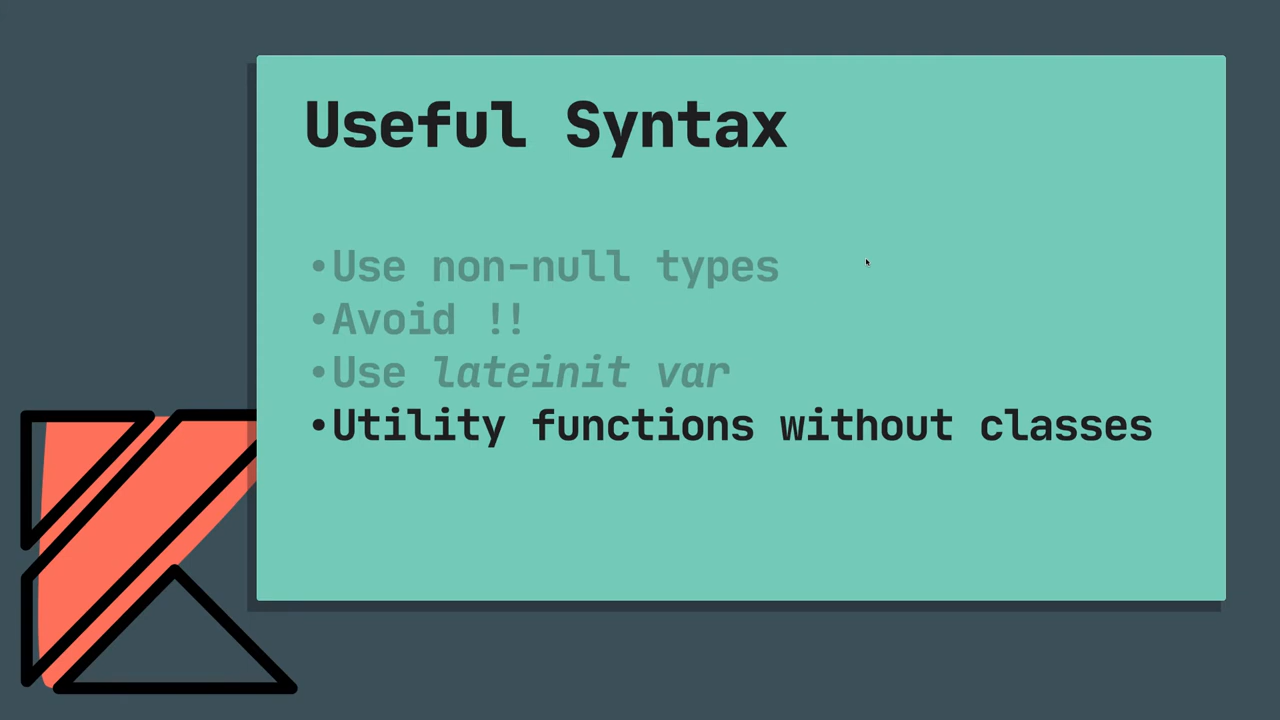 Useful Syntax
•Use non-null types
•Avoid !!
•Use lateinit var
•Utility functions without classes